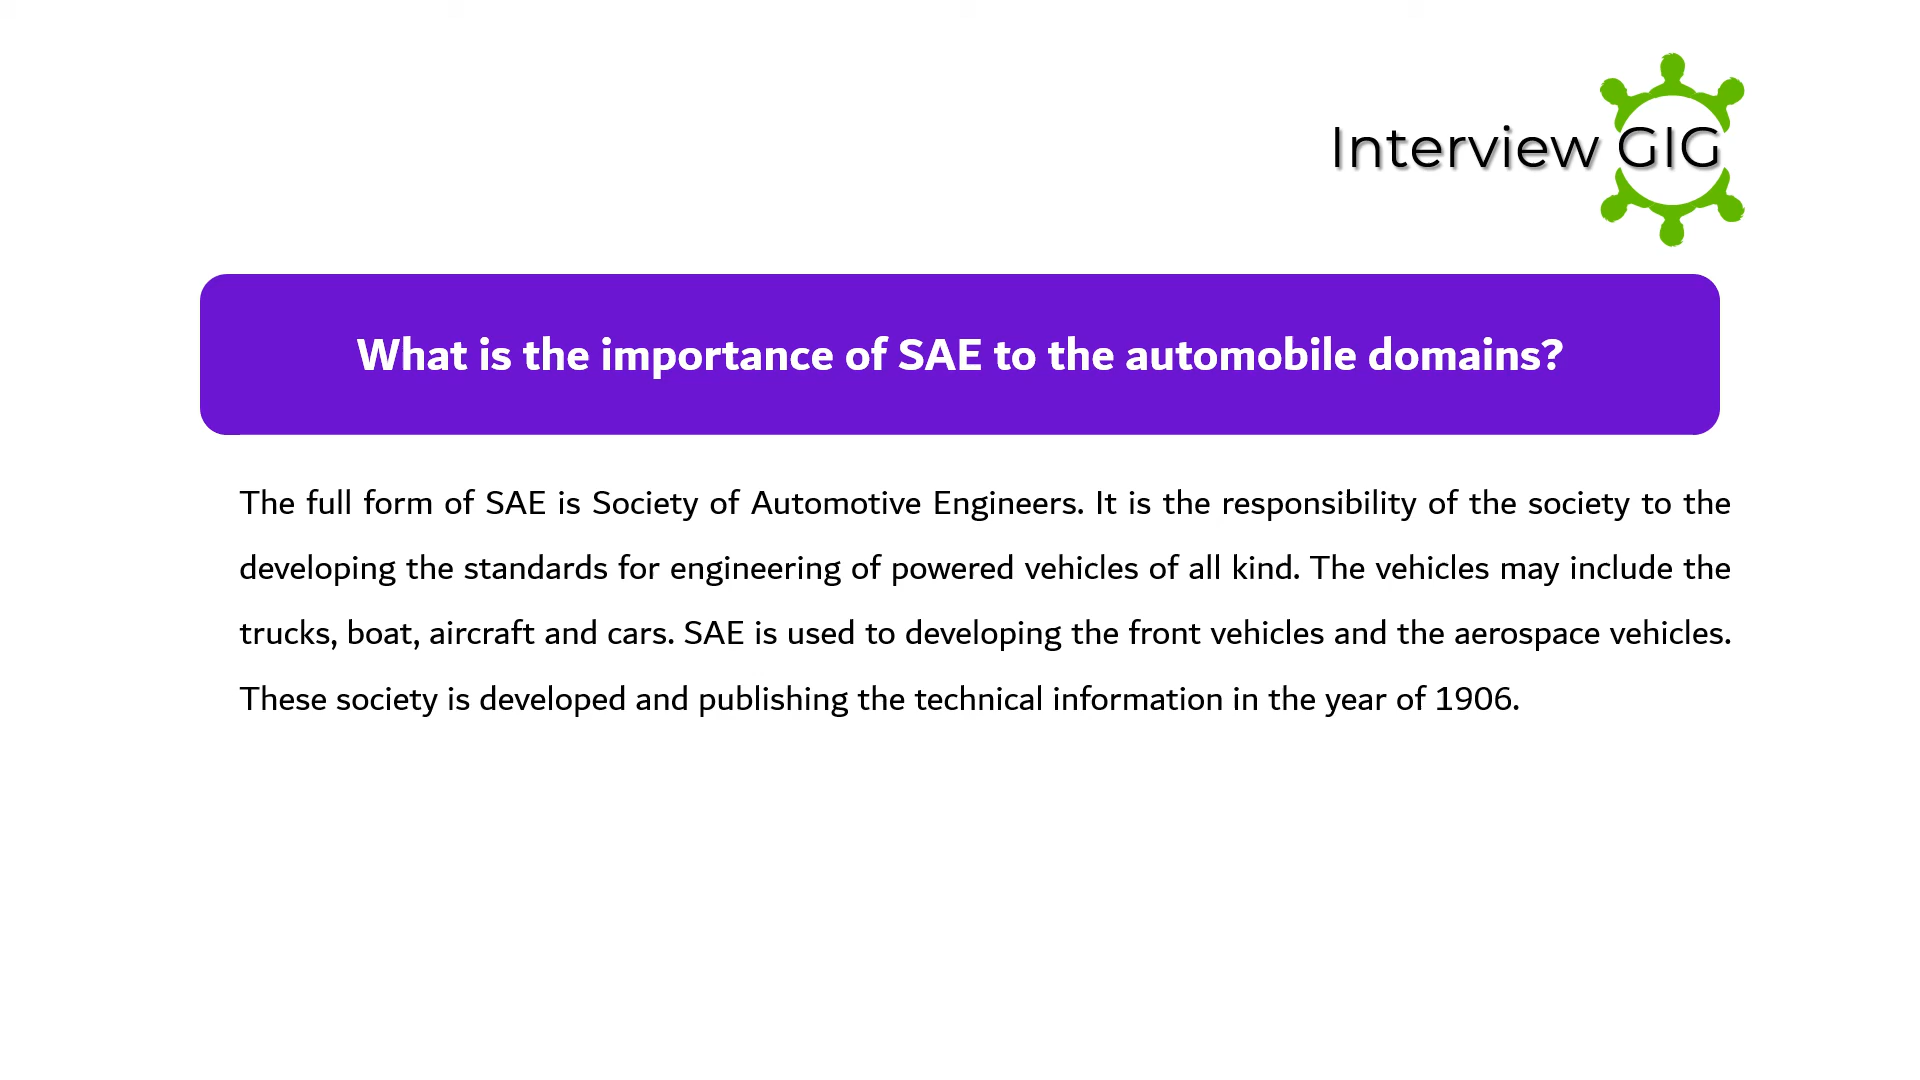 Interview GIG
What is the importance of SAE to the automobile domains?
The full form of SAE is Society of Automotive Engineers. It is the responsibility of the society to the
developing the standards for engineering of powered vehicles of all kind. The vehicles may include the
trucks, boat, aircraft and cars. SAE is used to developing the front vehicles and the aerospace vehicles.
These society is developed and publishing the technical information in the year of 1906.